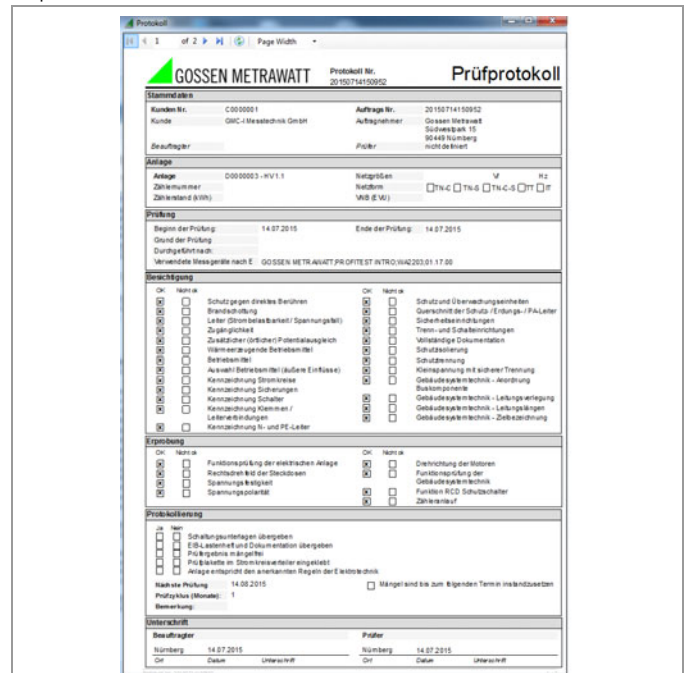 Protokoll
1 of 2 Page Width
GOSSEN METRAWATT Protokoll Nr. Prüfprotokoll
20150714150952
Stammdaten
Kunden Nr. C0000001 Auftrags Nr. 20150714150952
Kunde GMC-I Messtechnik GmbH Auftragnehmer Gossen Metrawatt
Südwestpark 15
90449 Nürnberg
Beauftragter Prüfer nicht definiert
Anlage
Anlage D0000003 - HV1.1 Netzgrößen V/ Hz
Zählernummer Netzform TN-C TN-S TN-C-S TT IT
Zählerstand (kWh) VNB (EVU)
Prüfung
Beginn der Prüfung: 14.07.2015 Ende der Prüfung: 14.07.2015
Grund der Prüfung
Durchgeführt nach:
Verwendete Messgeräte nach E GOSSEN METRAWATT;PROFITEST INTRO;WA2203;01.17.00
Besichtigung
OK Nicht ok OK Nicht ok
Schutz gegen direktes Berühren Schutz und Überwachungseinheiten
Brandschottung Querschnitt der Schutz- / Erdungs- / PA-Leiter
Leiter (Strombelastbarkeit / Spannungsfall) Sicherheitseinrichtungen
Zugänglichkeit Trenn- und Schalteinrichtungen
Zusätzlicher (örtlicher) Potentialausgleich Vollständige Dokumentation
Wärmeerzeugende Betriebsmittel Schutzisolierung
Betriebsmittel Schutztrennung
Auswahl Betriebsmittel (äußere Einflüsse) Kleinspannung mit sicherer Trennung
Kennzeichnung Stromkreise Gebäudesystemtechnik - Anordnung
Kennzeichnung Sicherungen Buskomponente
Kennzeichnung Schalter Gebäudesystemtechnik - Leitungsverlegung
Kennzeichnung Klemmen / Gebäudesystemtechnik - Leitungslängen
Leiterverbindungen Gebäudesystemtechnik - Zielbezeichnung
Kennzeichnung N- und PE-Leiter
Erprobung
OK Nicht ok OK Nicht ok
Funktionsprüfung der elektrischen Anlage Drehrichtung der Motoren
Rechtsdrehfeld der Steckdosen Funktionsprüfung der
Spannungsfestigkeit Gebäudesystemtechnik
Spannungspolarität Funktion RCD Schutzschalter
Zähleranlauf
Protokollierung
Ja Nein
Schaltungsunterlagen übergeben
EIB-Lastenheft und Dokumentation übergeben
Prüfergebnis mängelfrei
Prüfplakette im Stromkreisverteiler eingeklebt
Anlage entspricht den anerkannten Regeln der Elektrotechnik
Nächste Prüfung 14.08.2015 Mängel sind bis zum folgenden Termin instandzusetzen
Prüfzyklus (Monate): 1
Bemerkung:
Unterschrift
Beauftragter Prüfer
Nürnberg 14.07.2015 Nürnberg 14.07.2015
Ort Datum Unterschrift Ort Datum Unterschrift